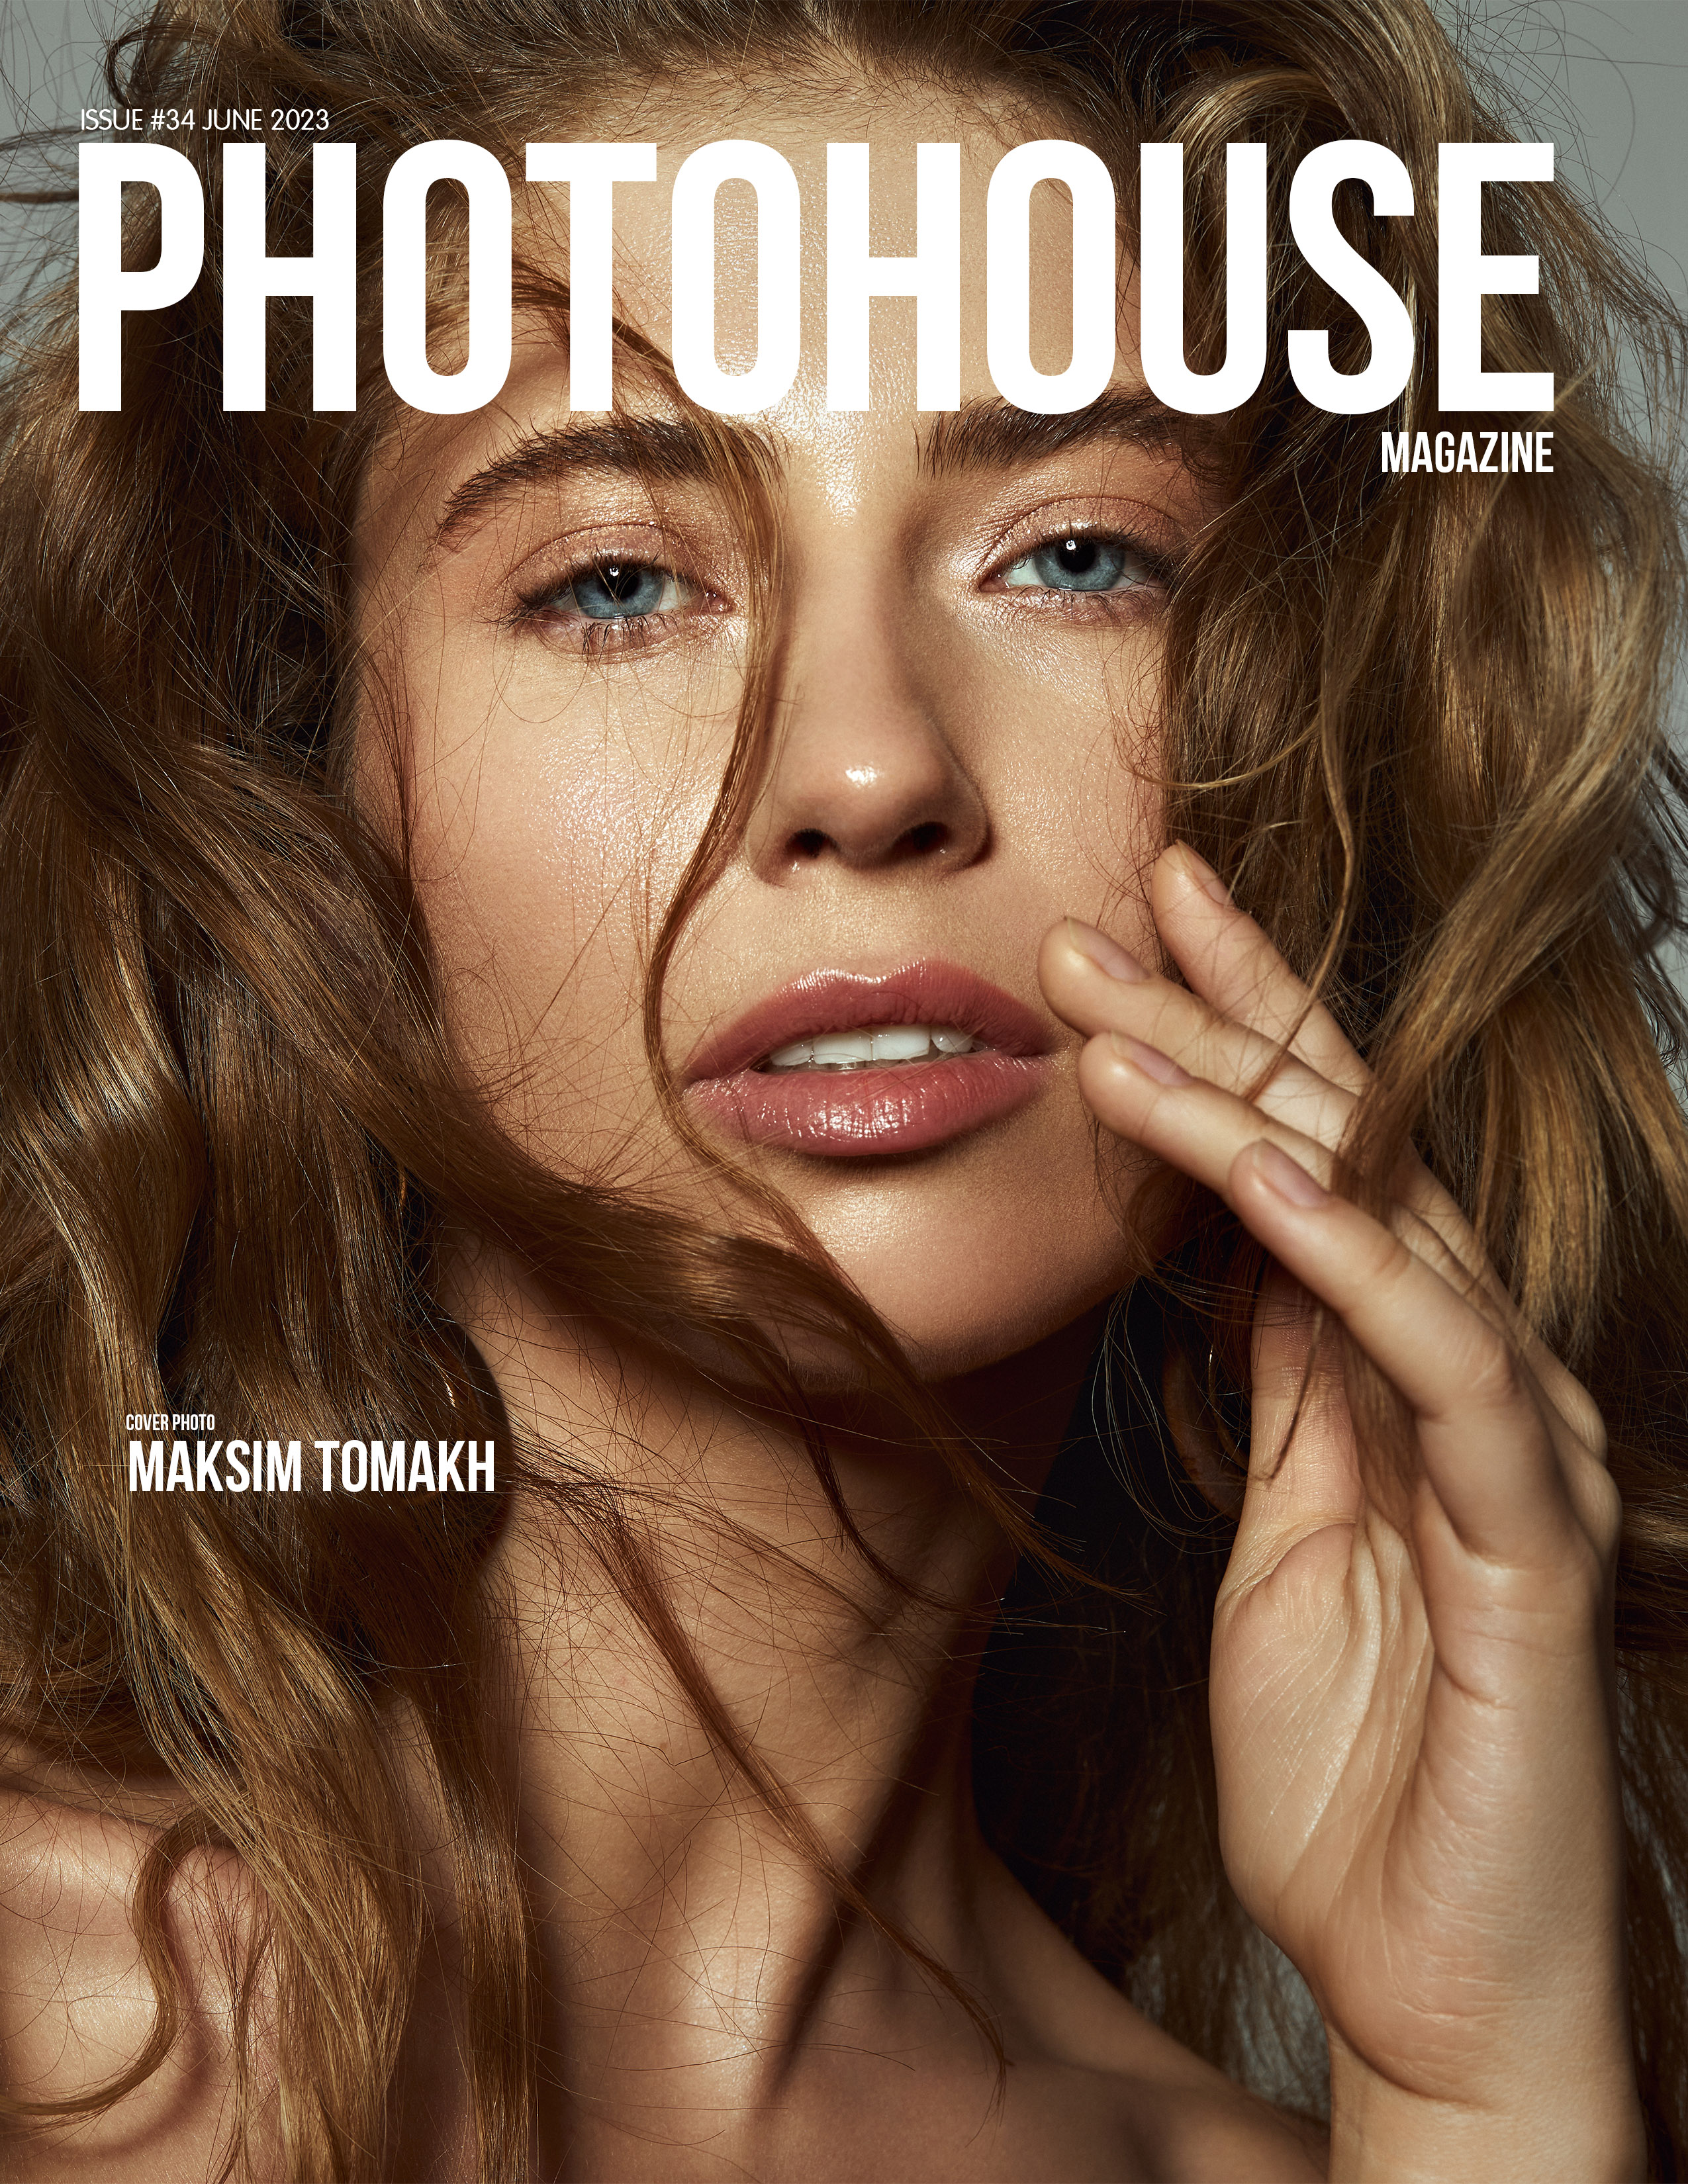 ISSUE #34 JUNE 2023
PHOTOHOUSE
MAGAZINE
COVER PHOTO
MAKSIM TOMAKH